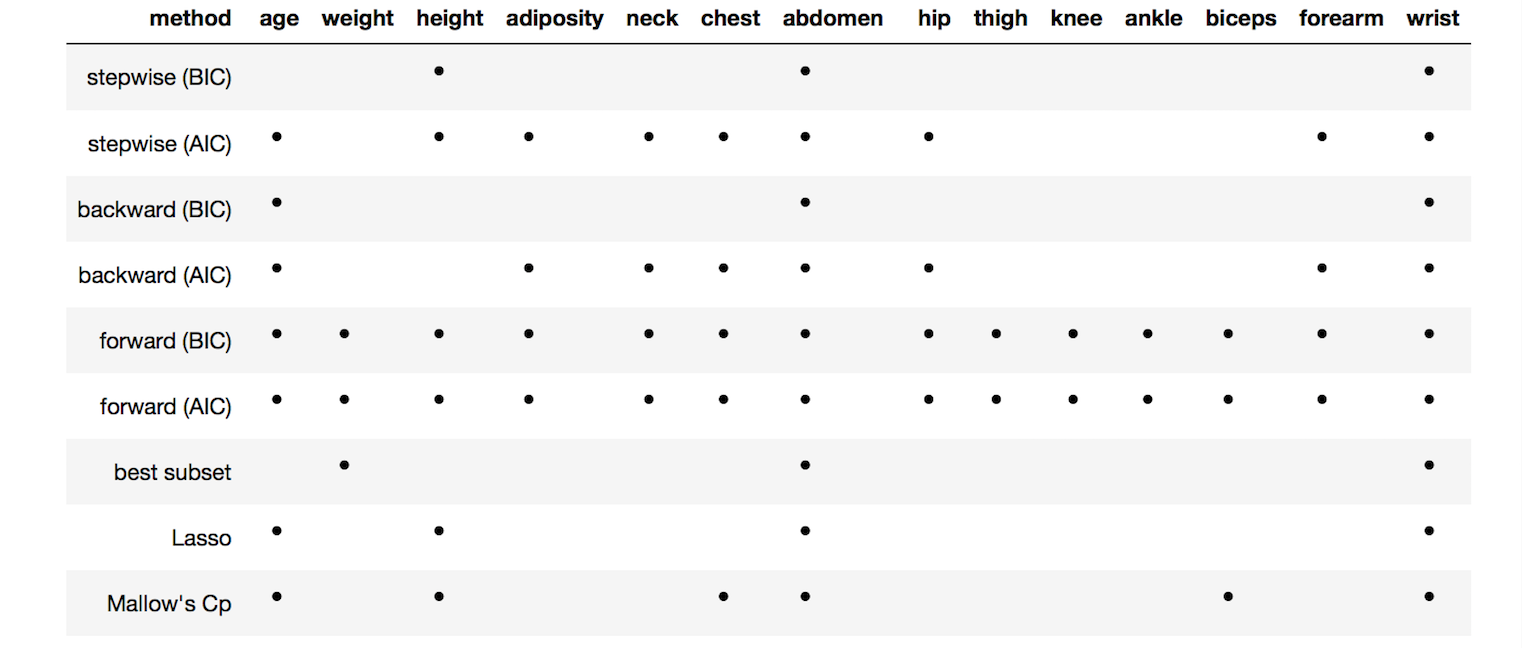 method age weight height adiposity neck chest abdomen hip thigh knee ankle biceps forearm wrist
stepwise (BIC) • • •
stepwise (AIC) • • • • • • • • •
backward (BIC) • • •
backward (AIC) • • • • • • • •
forward (BIC) • • • • • • • • • • • • • •
forward (AIC) • • • • • • • • • • • • • •
best subset • • •
Lasso • • • •
Mallow's Cp • • • • • •